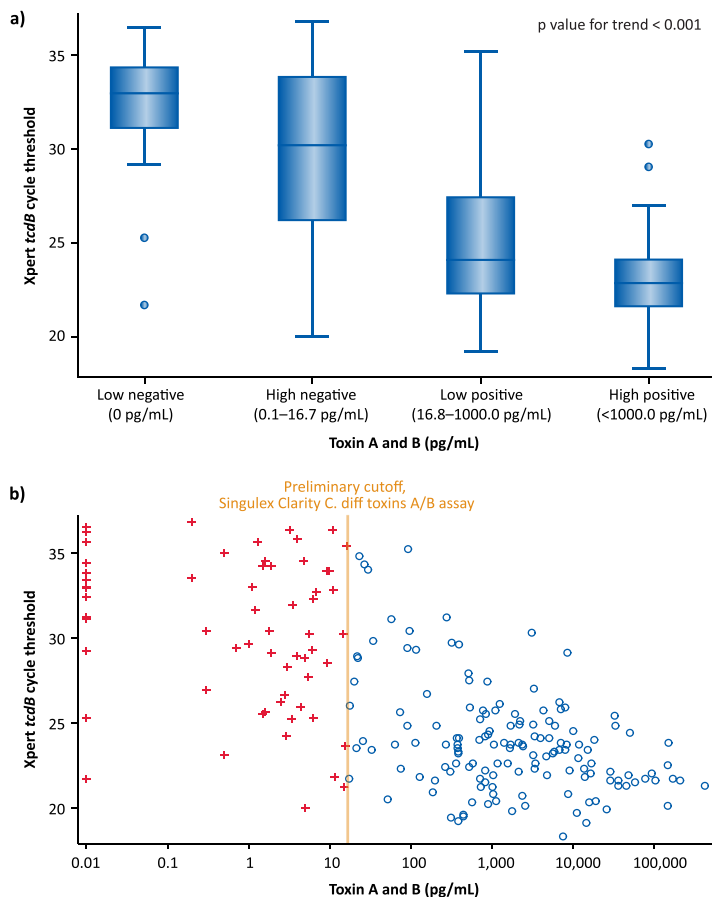 a)
p value for trend < 0.001
35
30
25
20
Xpert tcdB cycle threshold
Low negative
(0 pg/mL)
High negative
(0.1–16.7 pg/mL)
Low positive
(16.8–1000.0 pg/mL)
High positive
(<1000.0 pg/mL)
Toxin A and B (pg/mL)
b)
Preliminary cutoff,
Singulex Clarity C. diff toxins A/B assay
35
30
25
20
Xpert tcdB cycle threshold
0.01 0.1 1 10 100 1,000 10,000 100,000
Toxin A and B (pg/mL)